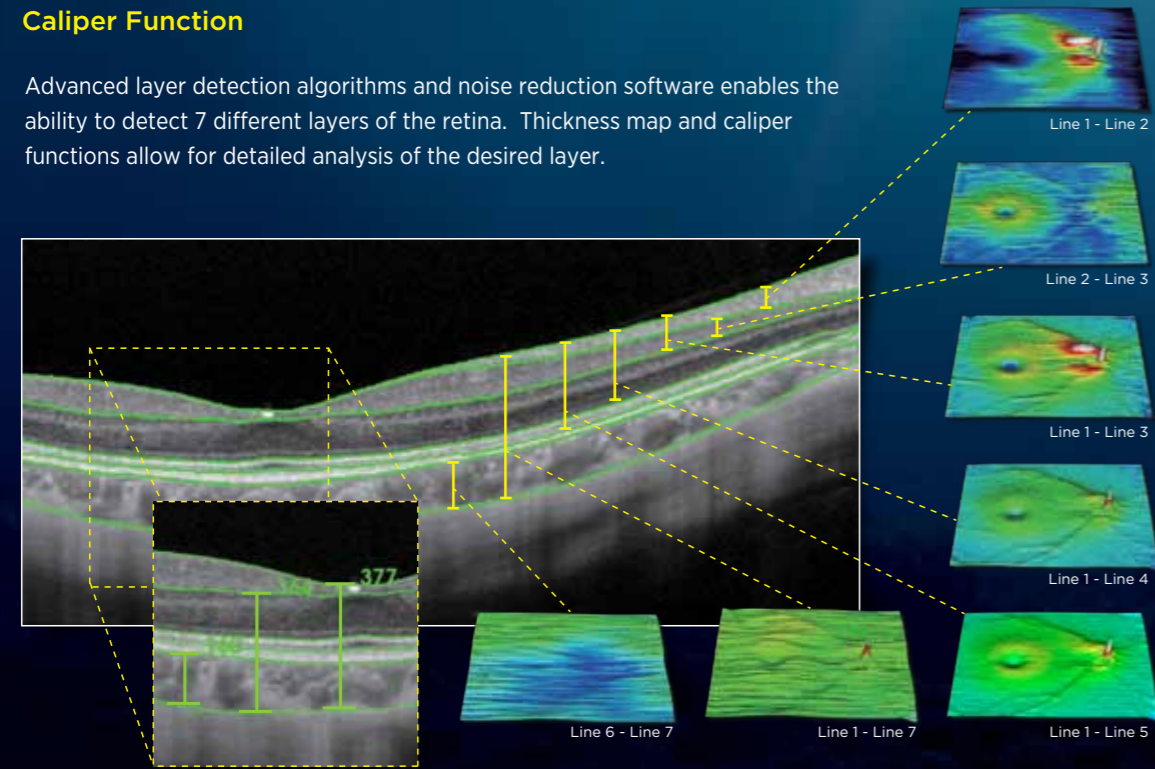 Caliper Function
Advanced layer detection algorithms and noise reduction software enables the
ability to detect 7 different layers of the retina. Thickness map and caliper
functions allow for detailed analysis of the desired layer.
Line 1 - Line 2
Line 2 - Line 3
Line 1 - Line 3
Line 1 - Line 4
377
Line 6 - Line 7
Line 1 - Line 7
Line 1 - Line 5